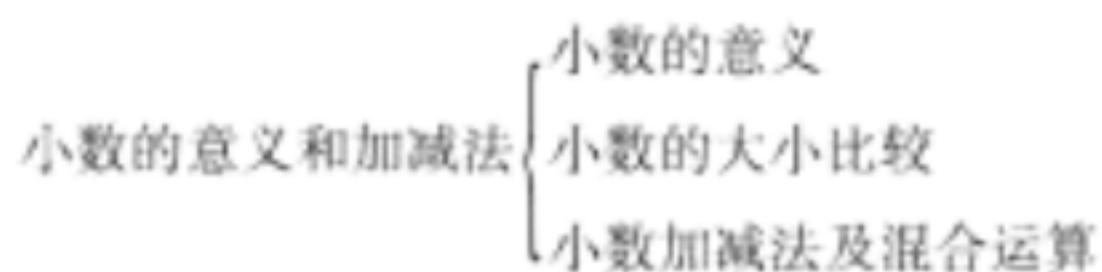 小数的意义和加减法
小数的意义
小数的大小比较
小数加减法及混合运算